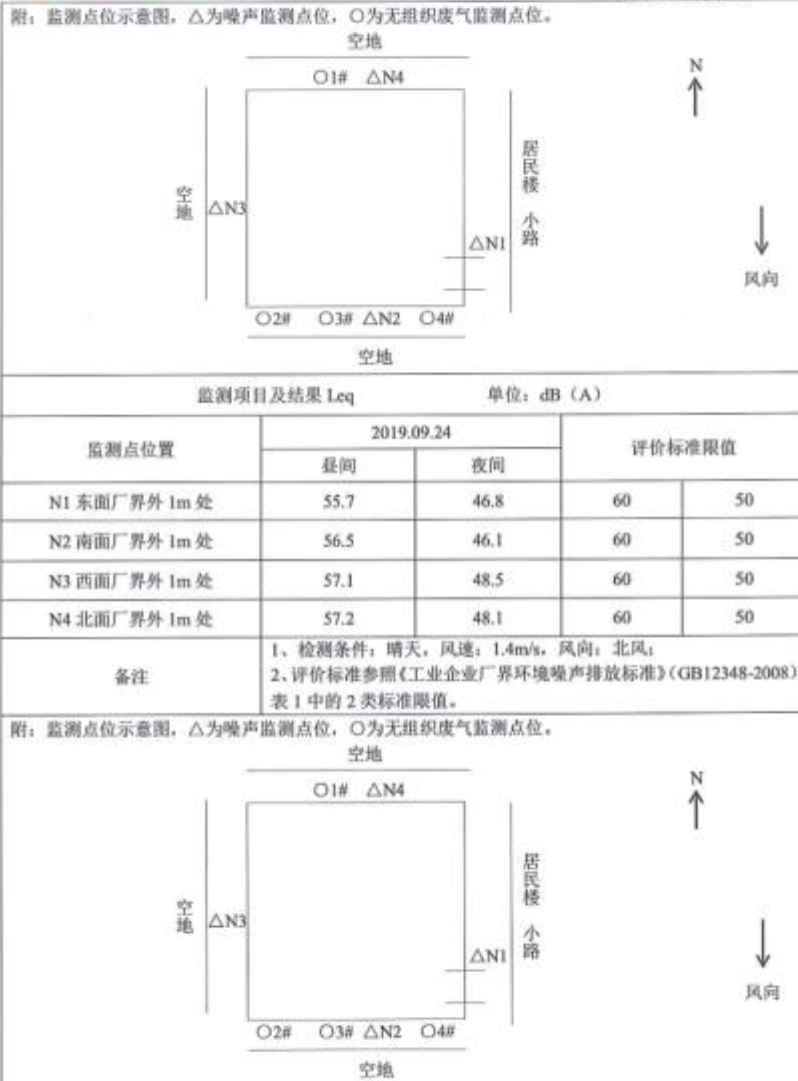 附：监测点位示意图，△为噪声监测点位，○为无组织废气监测点位。
空地
○1# △N4
N
居民楼 小路
空地
△N3
△N1
风向
○2# ○3# △N2 ○4#
空地
监测项目及结果 Leq 单位：dB（A）
监测点位置 2019.09.24 评价标准限值
昼间 夜间
N1 东面厂界外 1m 处 55.7 46.8 60 50
N2 南面厂界外 1m 处 56.5 46.1 60 50
N3 西面厂界外 1m 处 57.1 48.5 60 50
N4 北面厂界外 1m 处 57.2 48.1 60 50
备注
1、检测条件：晴天，风速：1.4m/s，风向：北风；
2、评价标准参照《工业企业厂界环境噪声排放标准》（GB12348-2008）
表 1 中的 2 类标准限值。
附：监测点位示意图，△为噪声监测点位，○为无组织废气监测点位。
空地
○1# △N4
N
居民楼 小路
空地
△N3
△N1
风向
○2# ○3# △N2 ○4#
空地